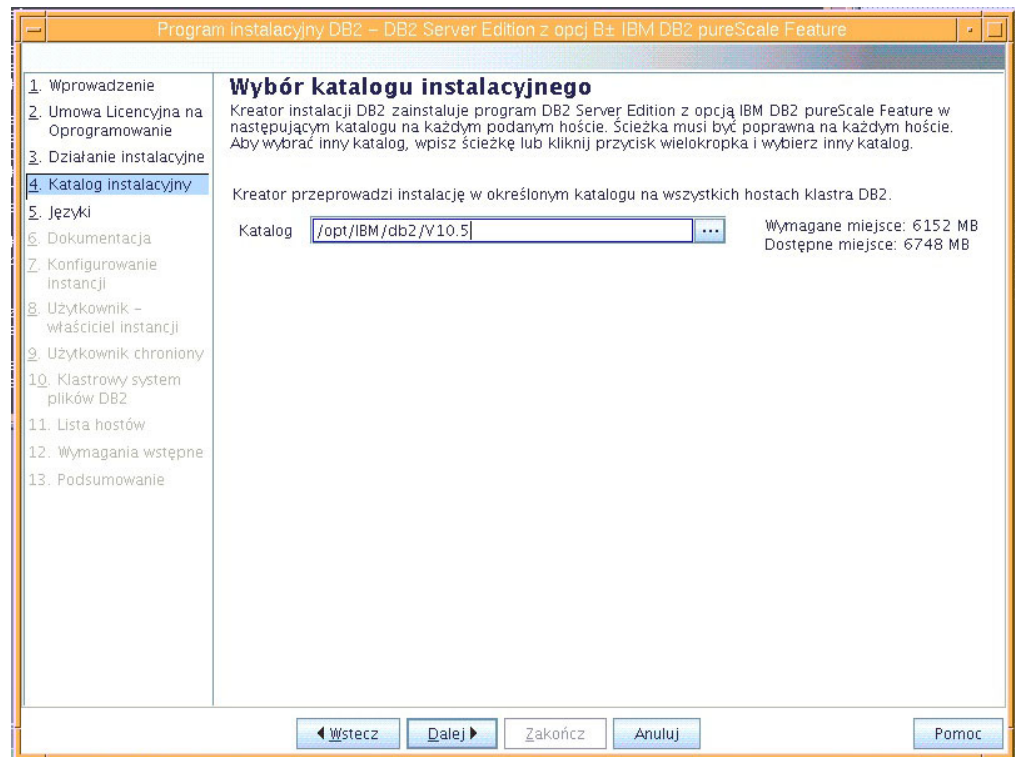 Program instalacyjny DB2 – DB2 Server Edition z opcj B± IBM DB2 pureScale Feature
1. Wprowadzenie
2. Umowa Licencyjna na
Oprogramowanie
3. Działanie instalacyjne
4. Katalog instalacyjny
5. Języki
6. Dokumentacja
7. Konfigurowanie
instancji
8. Użytkownik –
właściciel instancji
9. Użytkownik chroniony
10. Klastrowy system
plików DB2
11. Lista hostów
12. Wymagania wstępne
13. Podsumowanie
Wybór katalogu instalacyjnego
Kreator instalacji DB2 zainstaluje program DB2 Server Edition z opcją IBM DB2 pureScale Feature w
następującym katalogu na każdym podanym hoście. Ścieżka musi być poprawna na każdym hoście.
Aby wybrać inny katalog, wpisz ścieżkę lub kliknij przycisk wielokropka i wybierz inny katalog.
Kreator przeprowadzi instalację w określonym katalogu na wszystkich hostach klastra DB2.
Katalog /opt/IBM/db2/V10.5 ... Wymagane miejsce: 6152 MB
Dostępne miejsce: 6748 MB
Wstecz Dalej Zakończ Anuluj Pomoc